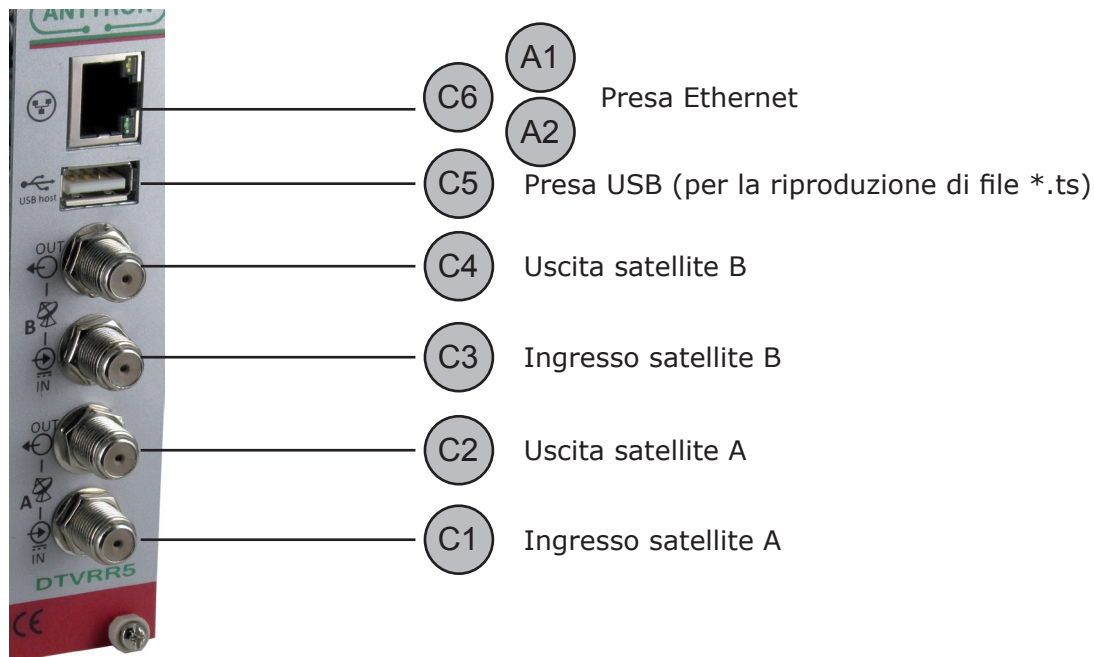 A1
C6
Presa Ethernet
A2
USB host
C5
Presa USB (per la riproduzione di file *.ts)
OUT
C4
Uscita satellite B
B
C3
Ingresso satellite B
IN
OUT
C2
Uscita satellite A
A
C1
Ingresso satellite A
IN
DTVRR5
CE